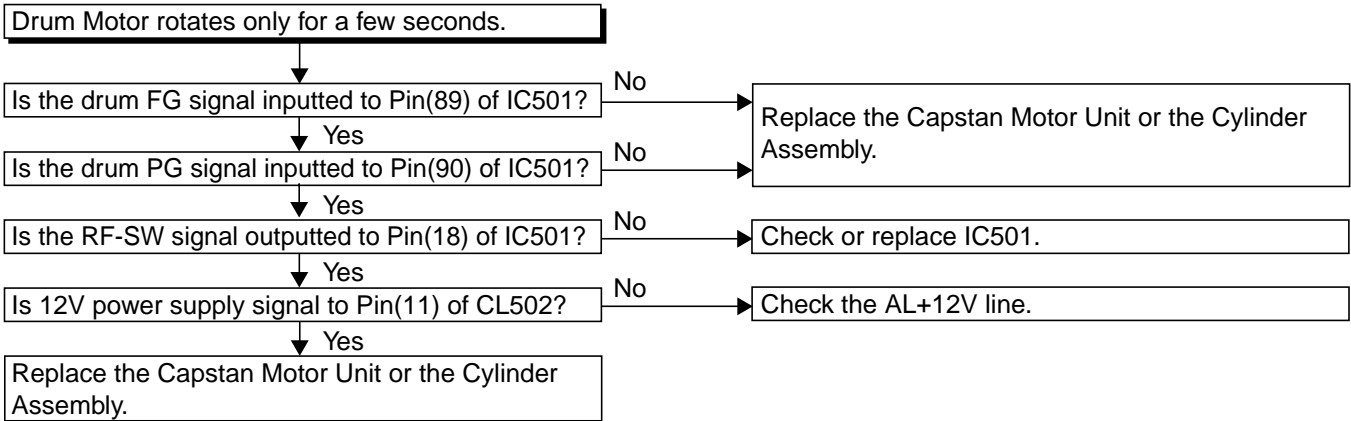 Drum Motor rotates only for a few seconds.
Is the drum FG signal inputted to Pin(89) of IC501?
No
Replace the Capstan Motor Unit or the Cylinder
Assembly.
Yes
Is the drum PG signal inputted to Pin(90) of IC501?
No
Yes
Is the RF-SW signal outputted to Pin(18) of IC501?
No
Check or replace IC501.
Yes
Is 12V power supply signal to Pin(11) of CL502?
No
Check the AL+12V line.
Yes
Replace the Capstan Motor Unit or the Cylinder
Assembly.